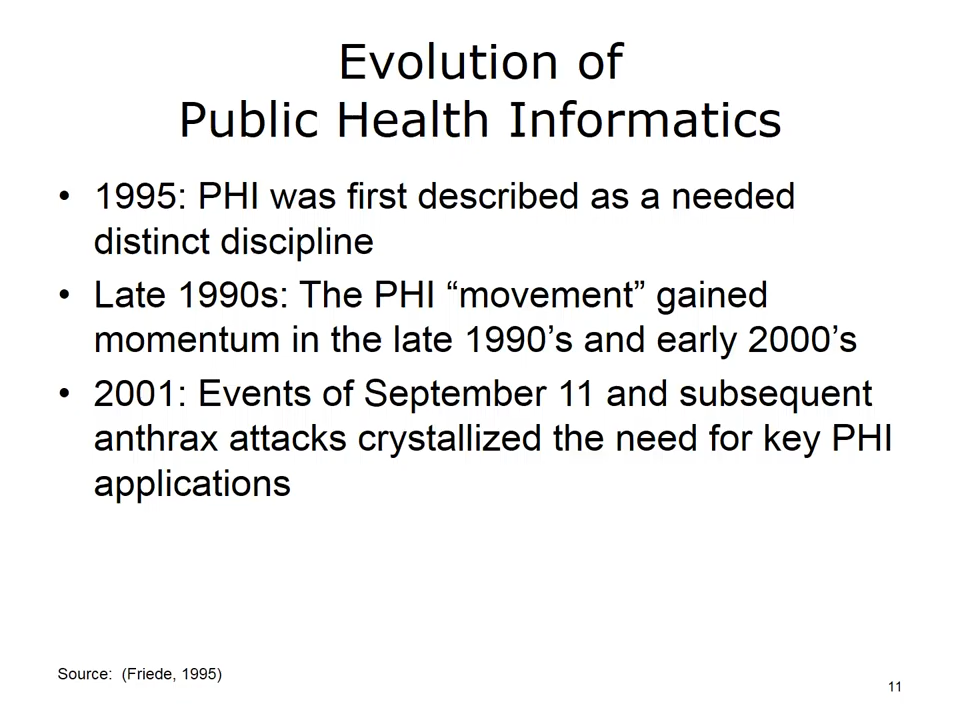 Evolution of
Public Health Informatics
• 1995: PHI was first described as a needed
distinct discipline
• Late 1990s: The PHI “movement” gained
momentum in the late 1990’s and early 2000’s
• 2001: Events of September 11 and subsequent
anthrax attacks crystallized the need for key PHI
applications
Source:  (Friede, 1995)
11